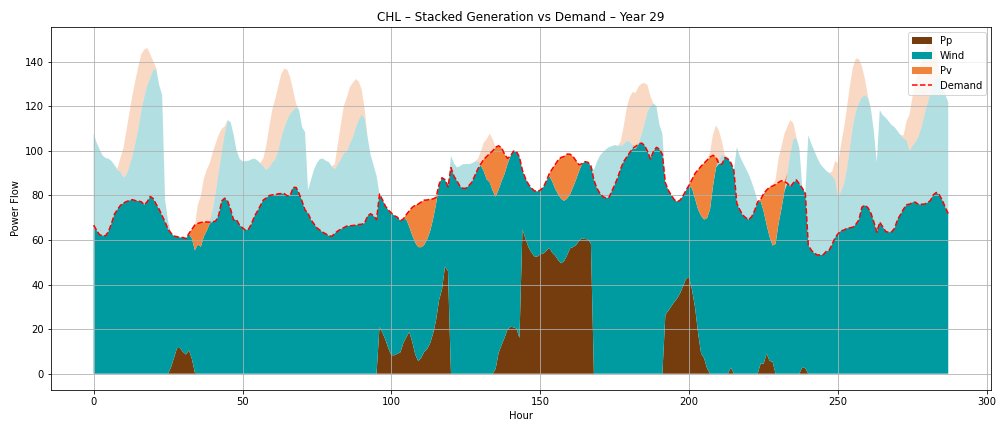 CHL – Stacked Generation vs Demand – Year 29
Pp
Wind
Pv
Demand
Power Flow
140
120
100
80
60
40
20
0
0 50 100 150 200 250 300
Hour